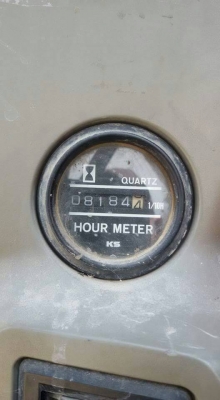 QUARTZ
08184 1/10h
HOUR METER
KS